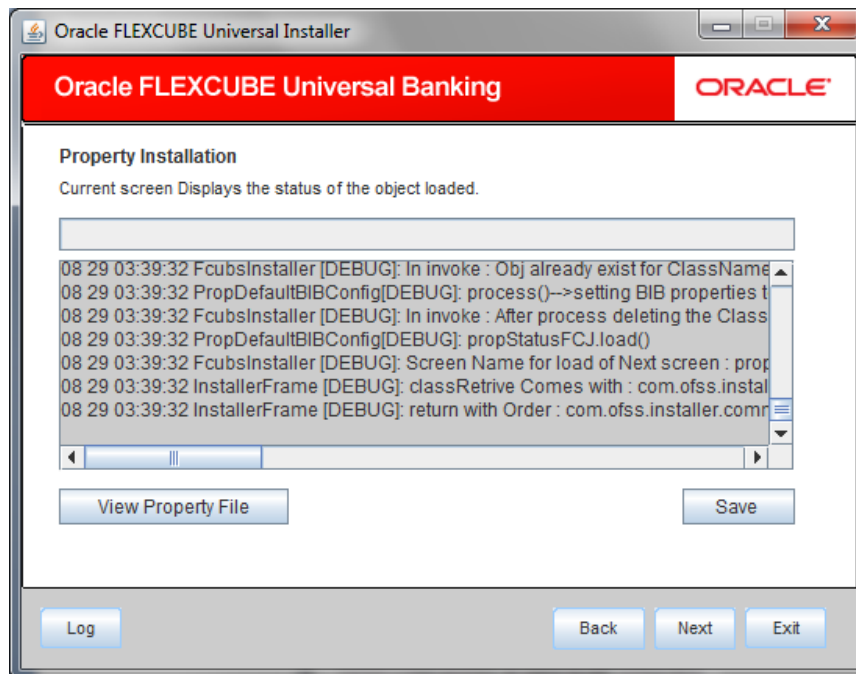 Oracle FLEXCUBE Universal Installer
Oracle FLEXCUBE Universal Banking
ORACLE
Property Installation
Current screen Displays the status of the object loaded.
08 29 03:39:32 FcubsInstaller [DEBUG]: In invoke : Obj already exist for ClassName
08 29 03:39:32 PropDefaultBIBConfig[DEBUG]: process()-->setting BIB properties t
08 29 03:39:32 FcubsInstaller [DEBUG]: In invoke : After process deleting the Class
08 29 03:39:32 PropDefaultBIBConfig[DEBUG]: propStatusFCJ.load()
08 29 03:39:32 FcubsInstaller [DEBUG]: Screen Name for load of Next screen : prop
08 29 03:39:32 InstallerFrame [DEBUG]: classRetrive Comes with : com.ofss.instal
08 29 03:39:32 InstallerFrame [DEBUG]: return with Order : com.ofss.installer.comm
View Property File
Save
Log
Back
Next
Exit